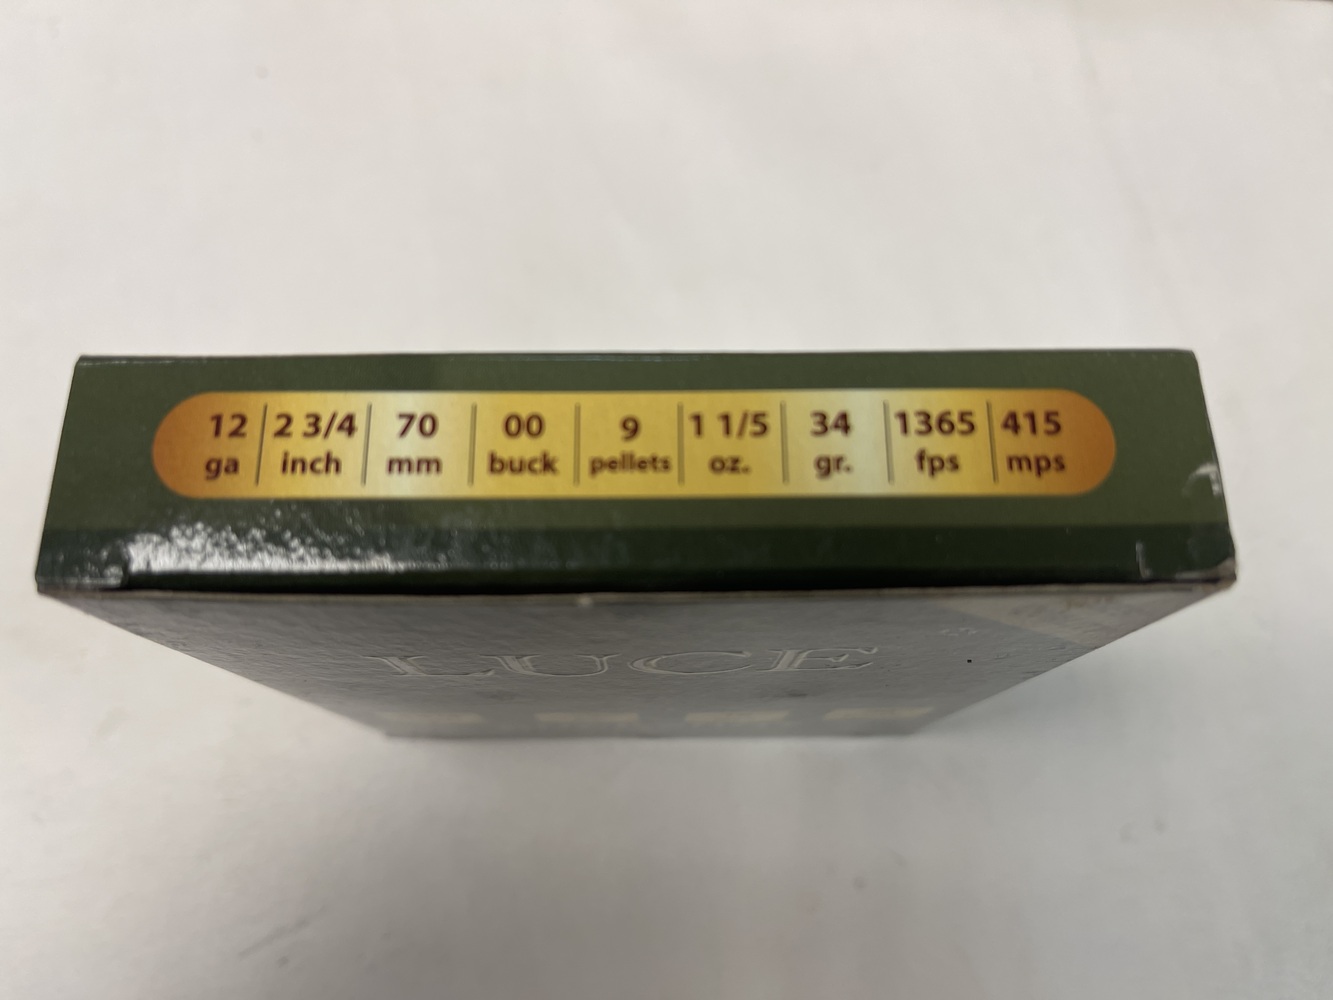 12 2 3/4 70 00 9 1 1/5 34 1365 415
ga inch mm buck pellets oz. gr. fps mps
LUCE